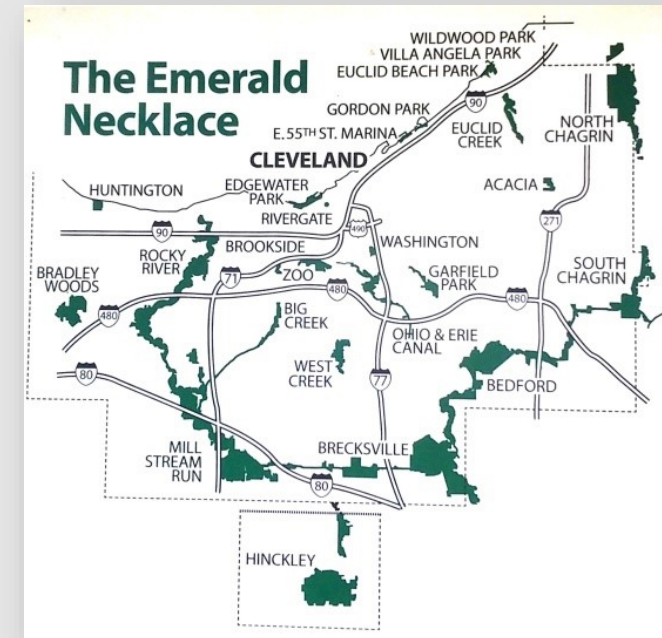 The Emerald
Necklace
WILDWOOD PARK
VILLA ANGELA PARK
EUCLID BEACH PARK
GORDON PARK
E. 55TH ST. MARINA
CLEVELAND
90
EUCLID
CREEK
NORTH
CHAGRIN
HUNTINGTON
EDGEWATER
PARK
RIVERGATE
ACACIA
271
90
490
BROOKSIDE
WASHINGTON
ROCKY
RIVER
71
ZOO
GARFIELD
PARK
SOUTH
CHAGRIN
BRADLEY
WOODS
480
480
480
BIG
CREEK
OHIO & ERIE
CANAL
WEST
CREEK
77
BEDFORD
80
MILL
STREAM
RUN
BRECKSVILLE
80
HINCKLEY